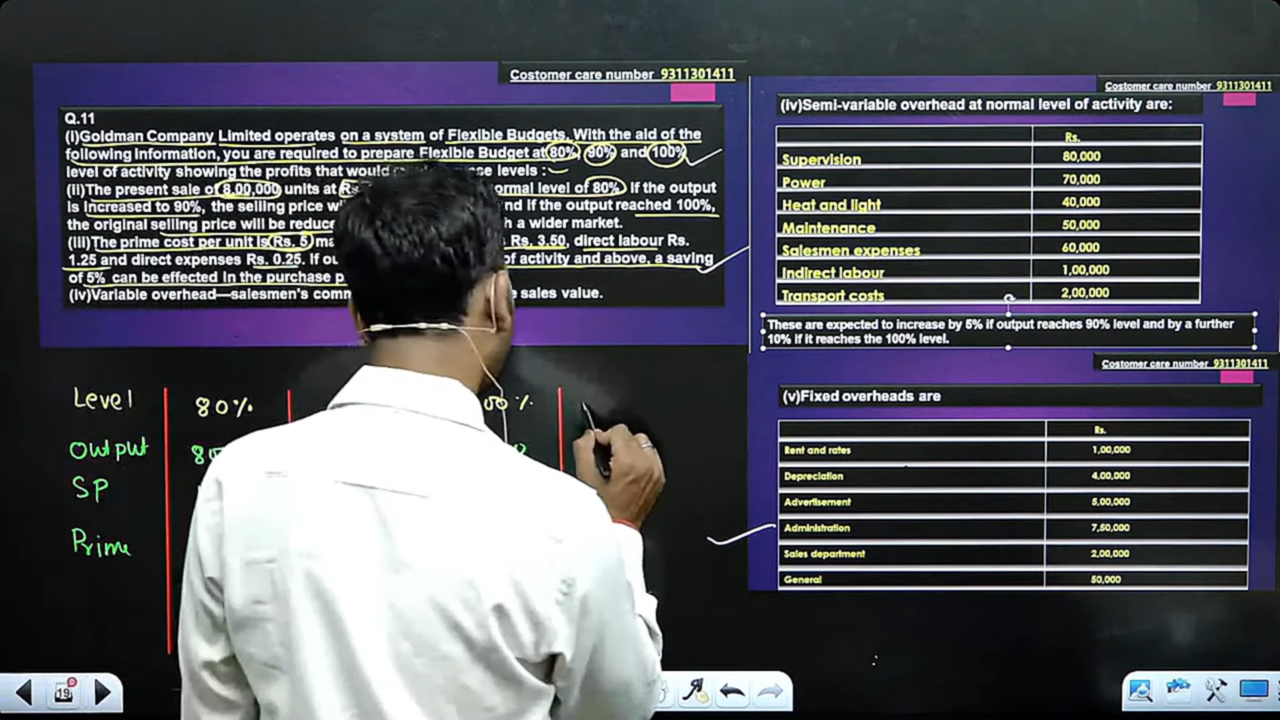 Costomer care number 9311301411
Q.11
(i)Goldman Company Limited operates on a system of Flexible Budgets. With the aid of the
following information, you are required to prepare Flexible Budget at 80%, 90% and 100%
level of activity showing the profits that would these levels :
(ii)The present sale of 8,00,000 units at normal level of 80%. If the output
is increased to 90%, the selling price and if the output reached 100%,
the original selling price will be a wider market.
(iii)The prime cost per unit is Rs. 5 Rs. 3.50, direct labour Rs.
1.25 and direct expenses Rs. 0.25. If of activity and above, a saving
of 5% can be effected in the purchase
(iv)Variable overhead—salesmen's sales value.
Level 80%
Output
SP
Prime
Costomer care number 9311301411
(iv)Semi-variable overhead at normal level of activity are:
Rs.
Supervision 80,000
Power 70,000
Heat and light 40,000
Maintenance 50,000
Salesmen expenses 60,000
Indirect labour 1,00,000
Transport costs 2,00,000
These are expected to increase by 5% if output reaches 90% level and by a further
10% if it reaches the 100% level.
Costomer care number 9311301411
(v)Fixed overheads are
Rs.
Rent and rates 1,00,000
Depreciation 4,00,000
Advertisement 5,00,000
Administration 7,50,000
Sales department 2,00,000
General 50,000
19